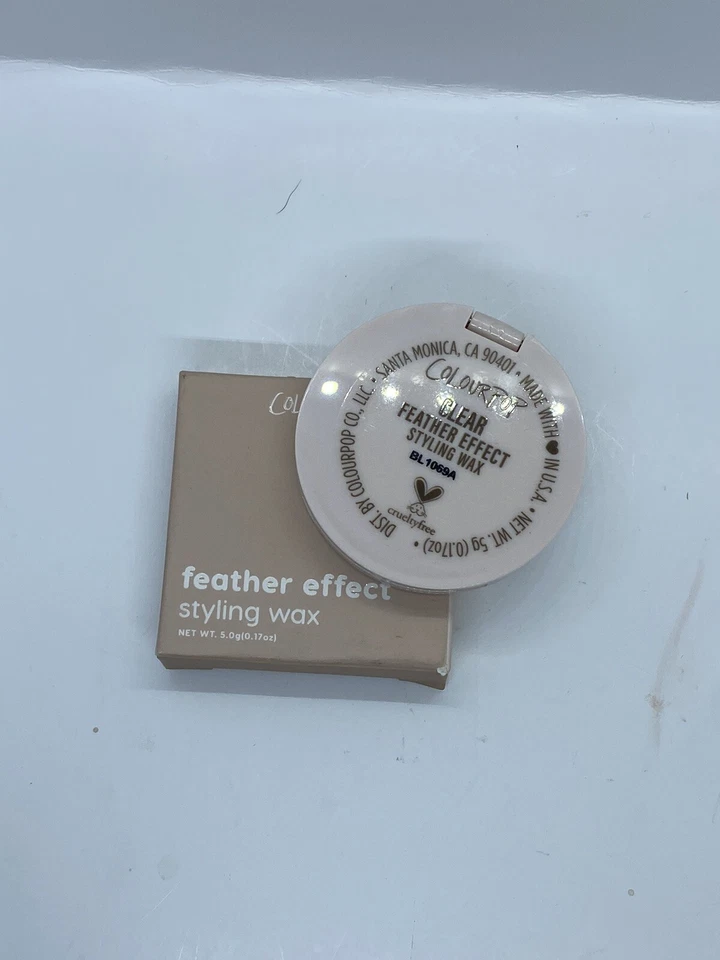 COL
feather effect
styling wax
NET WT. 5.0g(0.17oz)
DIST. BY COLOURPOP CO., LLC. • SANTA MONICA, CA 90401 • MADE WITH ♥ IN U.S.A. • NET WT. 5g (0.17oz) •
COLOURPOP
CLEAR
FEATHER EFFECT
STYLING WAX
BL1069A
crueltyfree